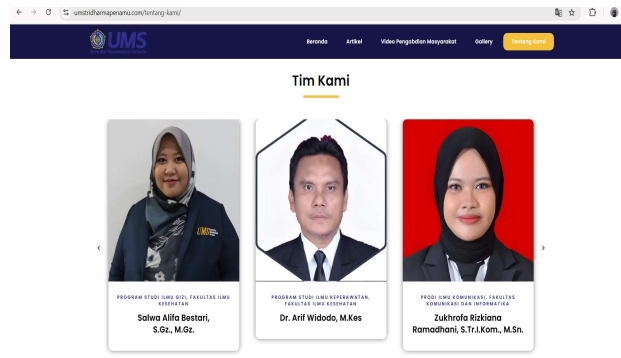 umstridharmapenamu.com/tentang-kami/
UMS
Beranda Artikel Video Pengabdian Masyarakat Gallery Tentang Kami
Tim Kami
UMS
PROGRAM STUDI ILMU GIZI, FAKULTAS ILMU
KESEHATAN
Salwa Alifa Bestari,
S.Gz., M.Gz.
PROGRAM STUDI ILMU KEPERAWATAN,
FAKULTAS ILMU KESEHATAN
Dr. Arif Widodo, M.Kes
PRODI ILMU KOMUNIKASI, FAKULTAS
KOMUNIKASI DAN INFORMATIKA
Zukhrofa Rizkiana
Ramadhani, S.Tr.I.Kom., M.Sn.